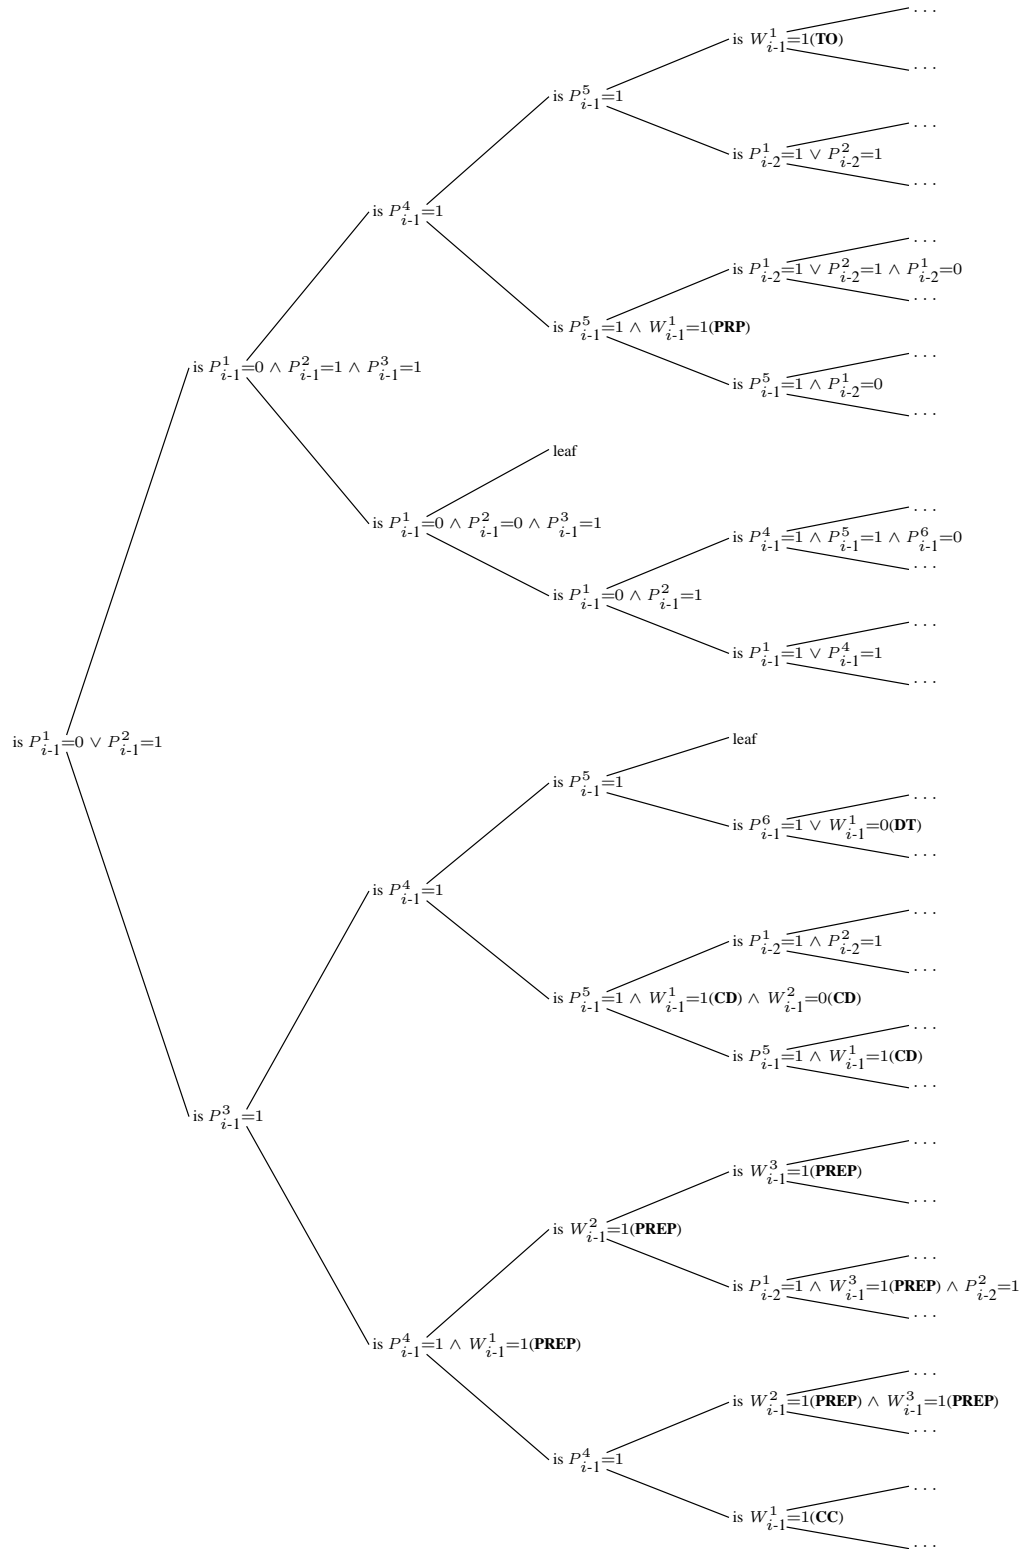 . . .
is W^1_{i-1}=1(TO)
. . .
is P^5_{i-1}=1
. . .
is P^1_{i-2}=1 ∨ P^2_{i-2}=1
. . .
is P^4_{i-1}=1
. . .
is P^1_{i-2}=1 ∨ P^2_{i-2}=1 ∧ P^1_{i-2}=0
. . .
is P^5_{i-1}=1 ∧ W^1_{i-1}=1(PRP)
. . .
is P^1_{i-1}=0 ∧ P^2_{i-1}=1 ∧ P^3_{i-1}=1
is P^5_{i-1}=1 ∧ P^1_{i-2}=0
. . .
leaf
. . .
is P^1_{i-1}=0 ∧ P^2_{i-1}=0 ∧ P^3_{i-1}=1
is P^4_{i-1}=1 ∧ P^5_{i-1}=1 ∧ P^6_{i-1}=0
. . .
is P^1_{i-1}=0 ∧ P^2_{i-1}=1
. . .
is P^1_{i-1}=1 ∨ P^4_{i-1}=1
. . .
is P^1_{i-1}=0 ∨ P^2_{i-1}=1
leaf
is P^5_{i-1}=1
. . .
is P^6_{i-1}=1 ∨ W^1_{i-1}=0(DT)
. . .
is P^4_{i-1}=1
. . .
is P^1_{i-2}=1 ∧ P^2_{i-2}=1
. . .
is P^5_{i-1}=1 ∧ W^1_{i-1}=1(CD) ∧ W^2_{i-1}=0(CD)
. . .
is P^5_{i-1}=1 ∧ W^1_{i-1}=1(CD)
. . .
is P^3_{i-1}=1
. . .
is W^3_{i-1}=1(PREP)
. . .
is W^2_{i-1}=1(PREP)
. . .
is P^1_{i-2}=1 ∧ W^3_{i-1}=1(PREP) ∧ P^2_{i-2}=1
. . .
is P^4_{i-1}=1 ∧ W^1_{i-1}=1(PREP)
. . .
is W^2_{i-1}=1(PREP) ∧ W^3_{i-1}=1(PREP)
. . .
is P^4_{i-1}=1
. . .
is W^1_{i-1}=1(CC)
. . .